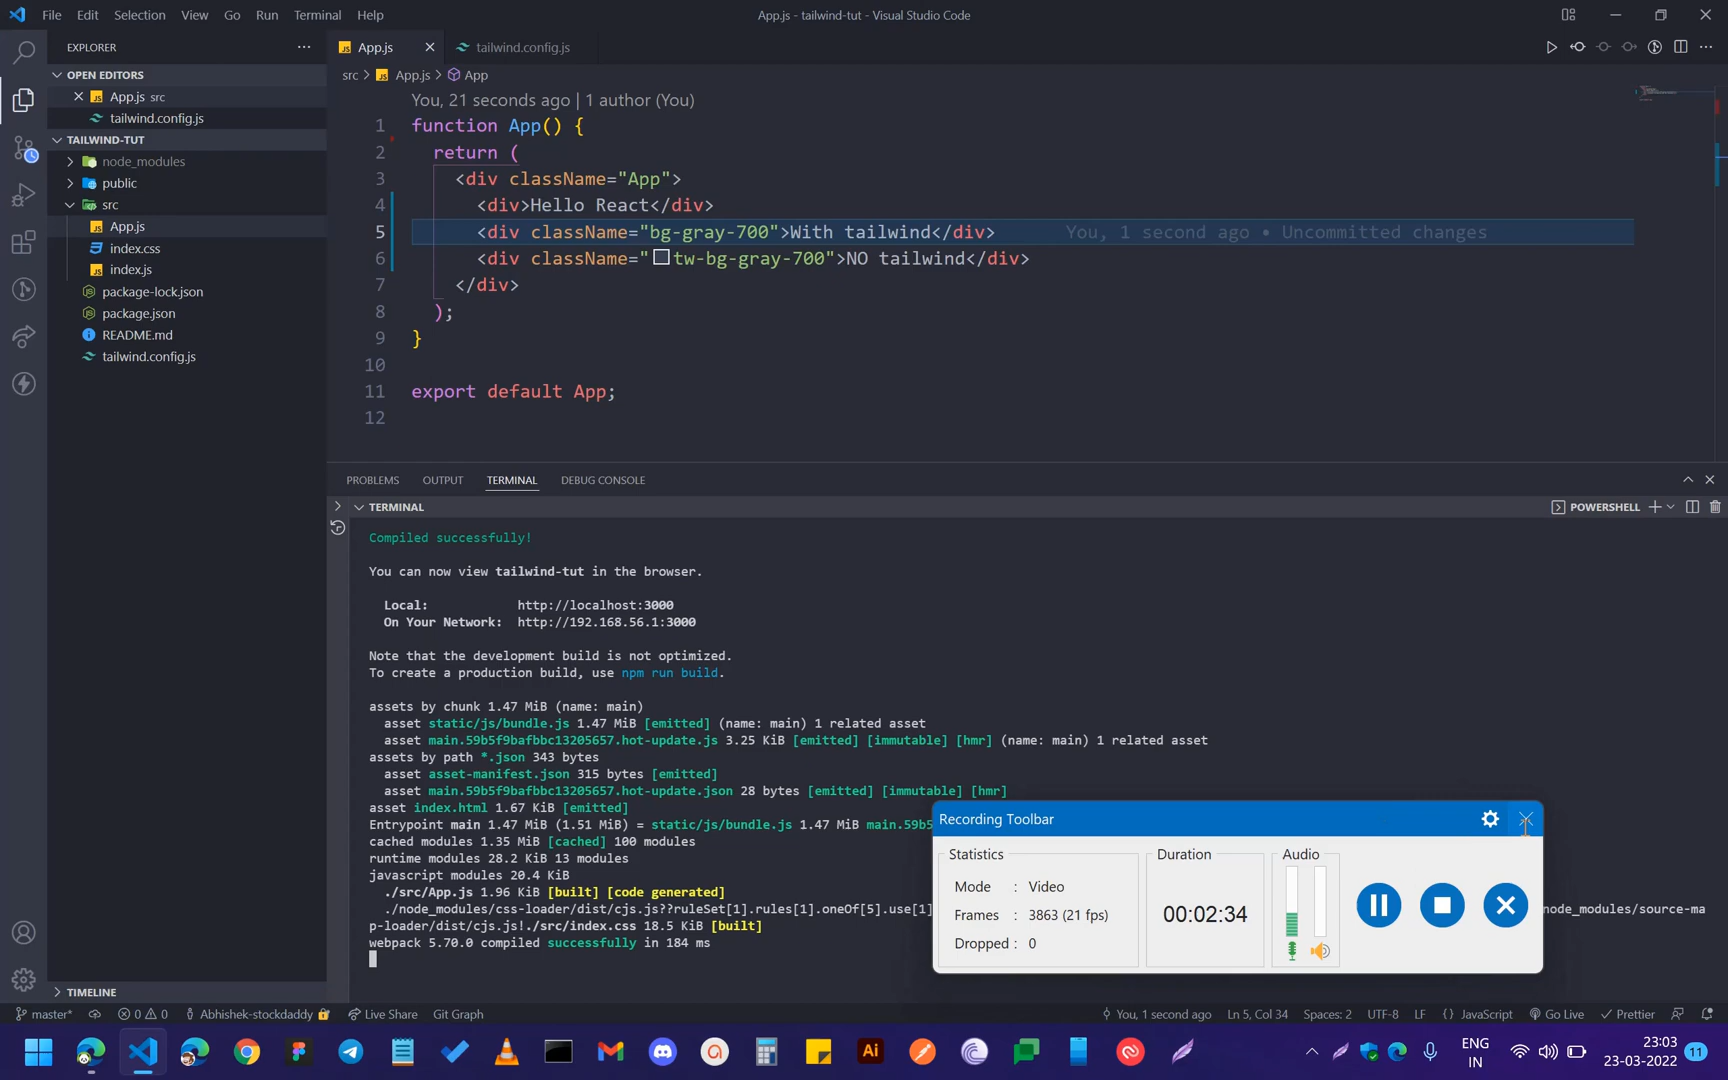 File Edit Selection View Go Run Terminal Help
App.js - tailwind-tut - Visual Studio Code
EXPLORER
OPEN EDITORS
App.js src
tailwind.config.js
TAILWIND-TUT
node_modules
public
src
App.js
index.css
index.js
package-lock.json
package.json
README.md
tailwind.config.js
TIMELINE
App.js
tailwind.config.js
src > App.js > App
You, 21 seconds ago | 1 author (You)
1 function App() {
2 return (
3 <div className="App">
4 <div>Hello React</div>
5 <div className="bg-gray-700">With tailwind</div> You, 1 second ago • Uncommitted changes
6 <div className="tw-bg-gray-700">NO tailwind</div>
7 </div>
8 );
9 }
10
11 export default App;
12
PROBLEMS OUTPUT TERMINAL DEBUG CONSOLE
TERMINAL
POWERSHELL
Compiled successfully!
You can now view tailwind-tut in the browser.
Local: http://localhost:3000
On Your Network: http://192.168.56.1:3000
Note that the development build is not optimized.
To create a production build, use npm run build.
assets by chunk 1.47 MiB (name: main)
asset static/js/bundle.js 1.47 MiB [emitted] (name: main) 1 related asset
asset main.59b5f9bafbbc13205657.hot-update.js 3.25 KiB [emitted] [immutable] [hmr] (name: main) 1 related asset
assets by path *.json 343 bytes
asset asset-manifest.json 315 bytes [emitted]
asset main.59b5f9bafbbc13205657.hot-update.json 28 bytes [emitted] [immutable] [hmr]
asset index.html 1.67 KiB [emitted]
Entrypoint main 1.47 MiB (1.51 MiB) = static/js/bundle.js 1.47 MiB main.59b5
cached modules 1.35 MiB [cached] 100 modules
runtime modules 28.2 KiB 13 modules
javascript modules 20.4 KiB
./src/App.js 1.96 KiB [built] [code generated]
./node_modules/css-loader/dist/cjs.js??ruleSet[1].rules[1].oneOf[5].use[1] node_modules/source-ma
p-loader/dist/cjs.js!./src/index.css 18.5 KiB [built]
webpack 5.70.0 compiled successfully in 184 ms
Recording Toolbar
Statistics
Mode : Video
Frames : 3863 (21 fps)
Dropped : 0
Duration
00:02:34
Audio
master* 0 0 Abhishek-stockdaddy Live Share Git Graph
You, 1 second ago Ln 5, Col 34 Spaces: 2 UTF-8 LF {} JavaScript Go Live Prettier
Ai
ENG
IN
23:03
23-03-2022
11